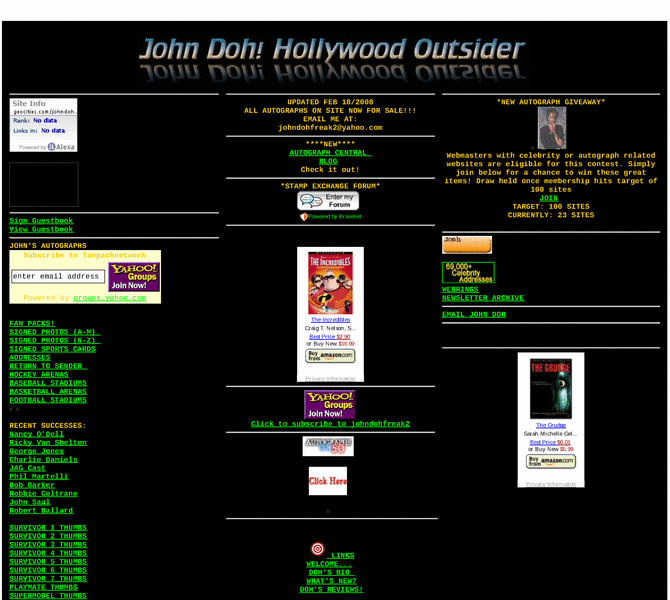 John Doh! Hollywood Outsider
Site Info
geocities.com/johndoh..
Rank: No data
Links in: No data
Powered by Alexa
Sign Guestbook
View Guestbook
JOHN'S AUTOGRAPHS
Subscribe to fanpacknetwork
enter email address
YAHOO! Groups
Join Now!
Powered by groups.yahoo.com
FAN PACKS!
SIGNED PHOTOS (A-M)
SIGNED PHOTOS (N-Z)
SIGNED SPORTS CARDS
ADDRESSES
RETURN TO SENDER
HOCKEY ARENAS
BASEBALL STADIUMS
BASKETBALL ARENAS
FOOTBALL STADIUMS
RECENT SUCCESSES:
Nancy O'Dell
Ricky Van Shelton
George Jones
Charlie Daniels
JAG Cast
Phil Martelli
Bob Barker
Robbie Coltrane
John Saul
Robert Ballard
SURVIVOR 1 THUMBS
SURVIVOR 2 THUMBS
SURVIVOR 3 THUMBS
SURVIVOR 4 THUMBS
SURVIVOR 5 THUMBS
SURVIVOR 6 THUMBS
SURVIVOR 7 THUMBS
PLAYMATE THUMBS
SUPERMODEL THUMBS
UPDATED FEB 18/2008
ALL AUTOGRAPHS ON SITE NOW FOR SALE!!!
EMAIL ME AT:
johndohfreak2@yahoo.com
****NEW****
AUTOGRAPH CENTRAL
BLOG
Check it out!
*STAMP EXCHANGE FORUM*
Enter my
Forum
Powered by Bravenet
THE INCREDIBLES
The Incredibles
Craig T. Nelson, S...
Best Price $2.90
or Buy New $16.99
Buy from amazon.com
Privacy Information
YAHOO! Groups
Join Now!
Click to subscribe to johndohfreak2
AUTOGRAPHS
Click Here
LINKS
WELCOME...
DOH'S BIO
WHAT'S NEW?
DOH'S REVIEWS!
*NEW AUTOGRAPH GIVEAWAY*
Webmasters with celebrity or autograph related
websites are eligible for this contest. Simply
join below for a chance to win these great
items! Draw held once membership hits target of
100 sites
JOIN
TARGET: 100 SITES
CURRENTLY: 23 SITES
Josh
69,000+
Celebrity
Addresses
WEBRINGS
NEWSLETTER ARCHIVE
EMAIL JOHN DOH
THE GRUDGE
The Grudge
Sarah Michelle Gel...
Best Price $0.01
or Buy New $5.99
Buy from amazon.com
Privacy Information